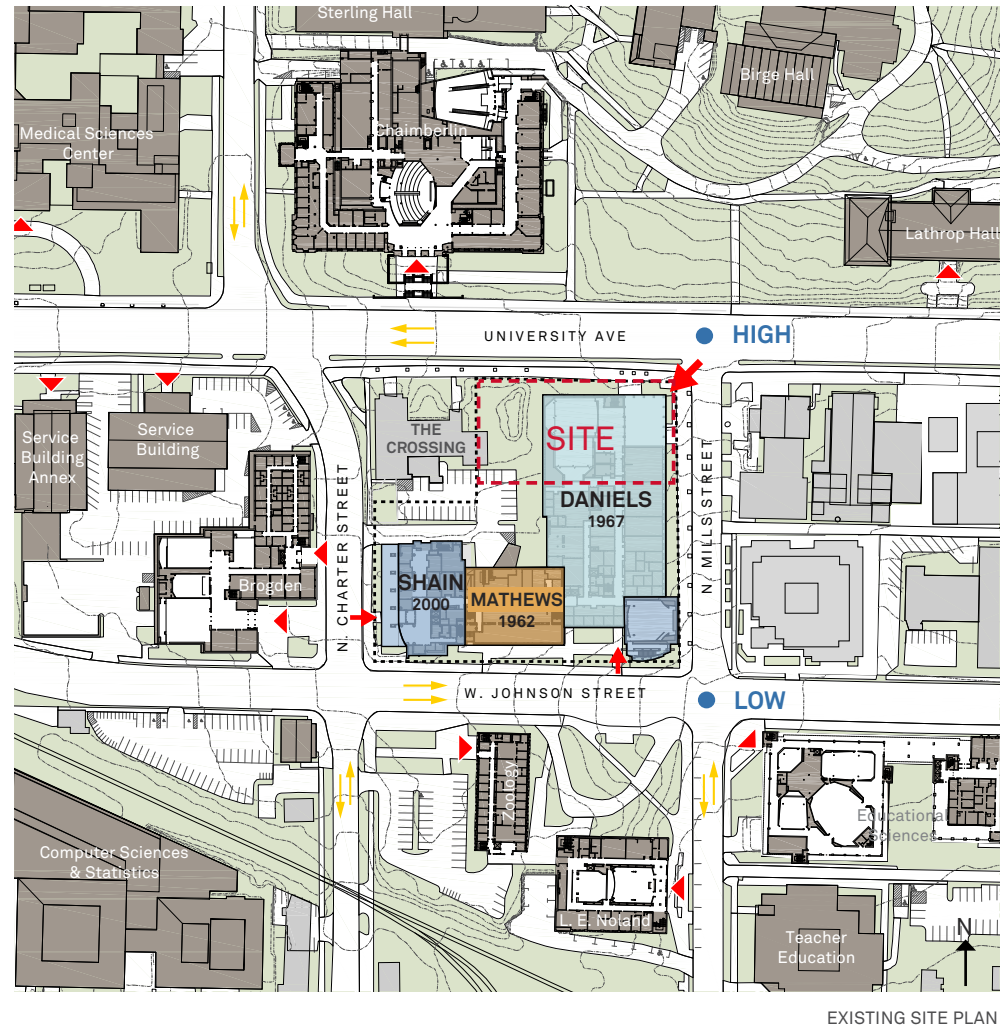 Sterling Hall
Birge Hall
Medical Sciences
Center
Chaimberlin
Lathrop Hall
UNIVERSITY AVE
HIGH
THE
CROSSING
SITE
Service
Building
Annex
Service
Building
DANIELS
1967
N. CHARTER STREET
N. MILLS STREET
Brogden
SHAIN
2000
MATHEWS
1962
W. JOHNSON STREET
LOW
Zoology
Educational
Sciences
Computer Sciences
& Statistics
L. E. Noland
Teacher
Education
N
EXISTING SITE PLAN